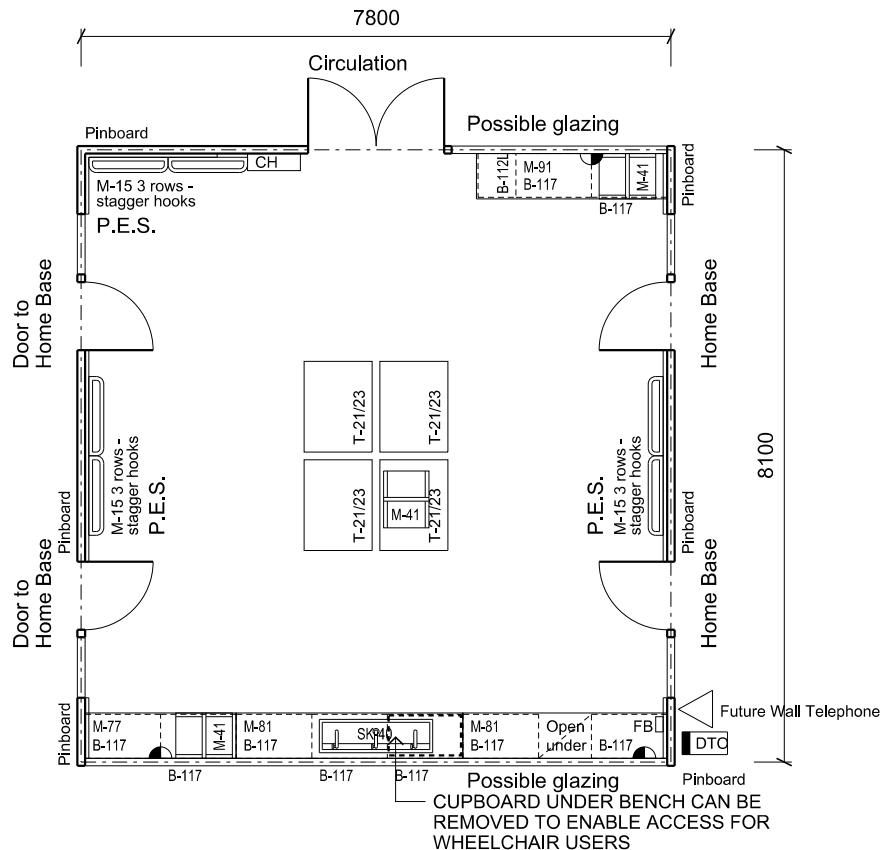 7800
Circulation
Possible glazing
Pinboard
CH
M-15 3 rows -
stagger hooks
P.E.S.
B-112L
M-91
B-117
M-41
B-117
Pinboard
Door to
Home Base
Home Base
T-21/23
T-21/23
T-21/23
T-21/23
M-41
M-15 3 rows -
stagger hooks
P.E.S.
P.E.S.
M-15 3 rows -
stagger hooks
8100
Pinboard
Pinboard
Door to
Home Base
Home Base
Pinboard
M-77
B-117
M-41
M-81
B-117
SK-40
M-81
B-117
Open
under
FB
B-117
Future Wall Telephone
DTO
B-117
B-117
B-117
Possible glazing
Pinboard
CUPBOARD UNDER BENCH CAN BE
REMOVED TO ENABLE ACCESS FOR
WHEELCHAIR USERS